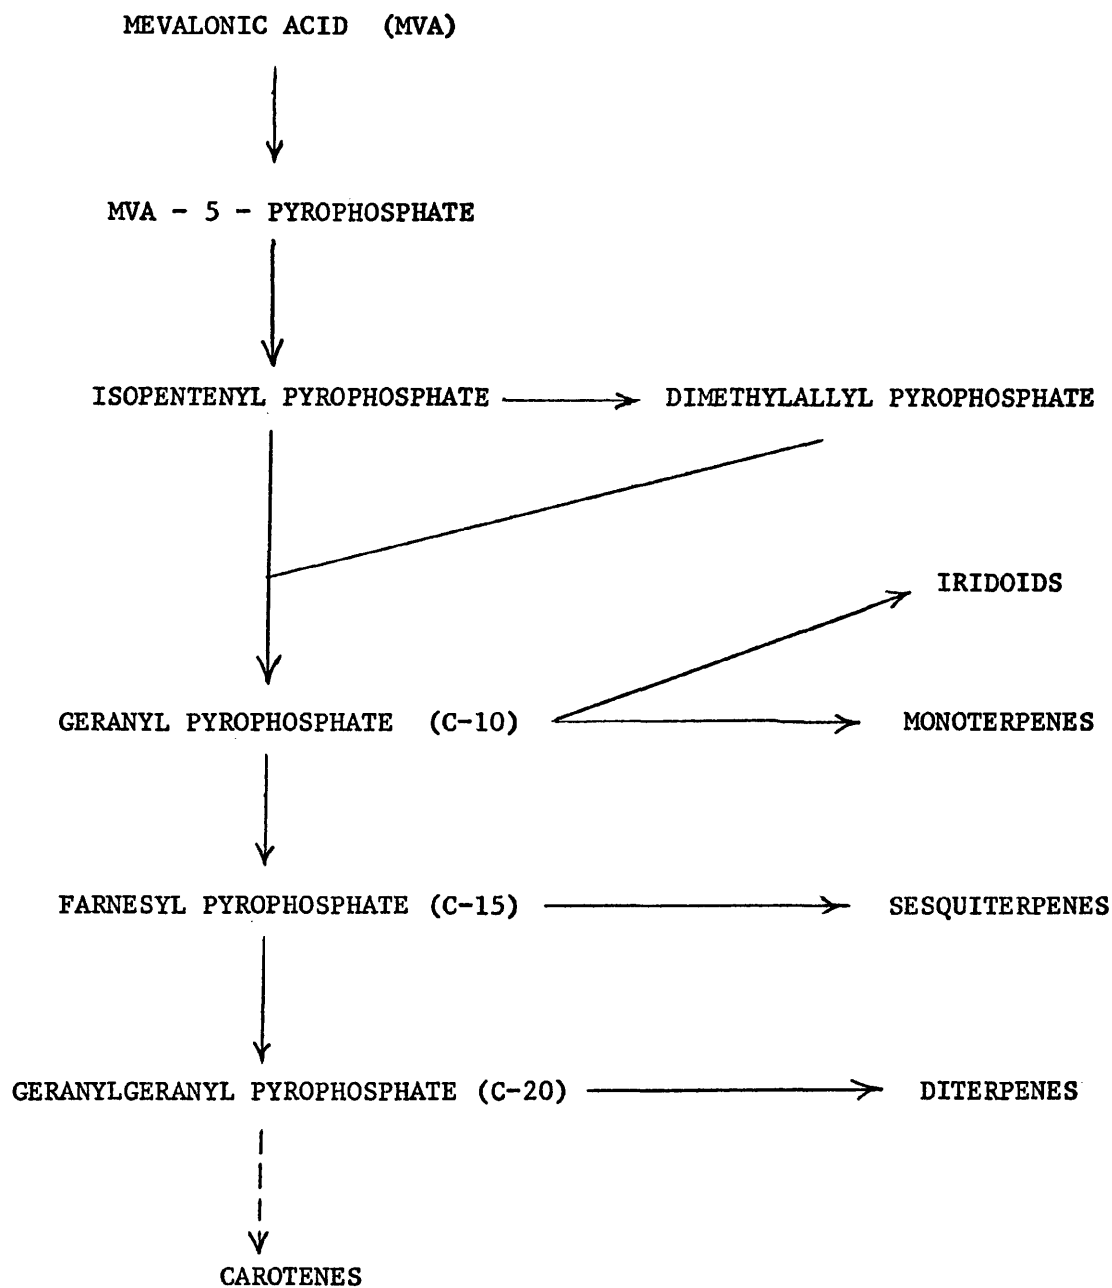 MEVALONIC ACID (MVA)
MVA - 5 - PYROPHOSPHATE
ISOPENTENYL PYROPHOSPHATE
DIMETHYLALLYL PYROPHOSPHATE
IRIDOIDS
GERANYL PYROPHOSPHATE (C-10)
MONOTERPENES
FARNESYL PYROPHOSPHATE (C-15)
SESQUITERPENES
GERANYLGERANYL PYROPHOSPHATE (C-20)
DITERPENES
CAROTENES